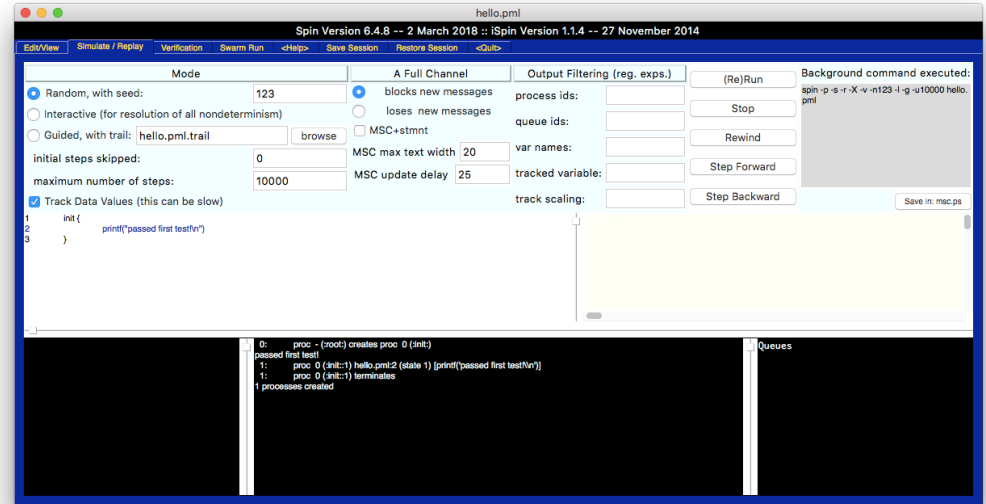 hello.pml
Spin Version 6.4.8 -- 2 March 2018 :: iSpin Version 1.1.4 -- 27 November 2014
Edit/View Simulate / Replay Verification Swarm Run <Help> Save Session Restore Session <Quit>
Mode
Random, with seed: 123
Interactive (for resolution of all nondeterminism)
Guided, with trail: hello.pml.trail browse
initial steps skipped: 0
maximum number of steps: 10000
Track Data Values (this can be slow)
A Full Channel
blocks new messages
loses new messages
MSC+stmnt
MSC max text width 20
MSC update delay 25
Output Filtering (reg. exps.)
process ids:
queue ids:
var names:
tracked variable:
track scaling:
(Re)Run
Stop
Rewind
Step Forward
Step Backward
Background command executed:
spin -p -s -r -X -v -n123 -l -g -u10000 hello.
pml
Save in: msc.ps
1 init {
2 printf("passed first test!\n")
3 }
0: proc - (:root:) creates proc 0 (:init:)
passed first test!
1: proc 0 (:init::1) hello.pml:2 (state 1) [printf('passed first test!\\n')]
1: proc 0 (:init::1) terminates
1 processes created
Queues